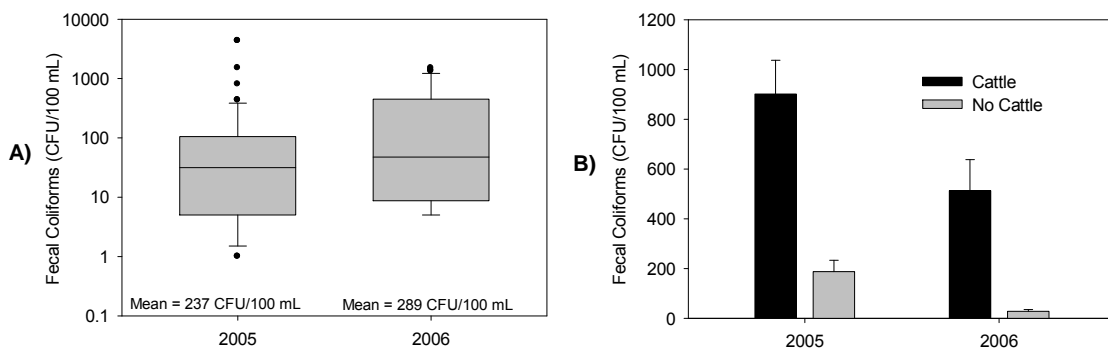 A)
Fecal Coliforms (CFU/100 mL)
10000
1000
100
10
1
0.1
Mean = 237 CFU/100 mL
Mean = 289 CFU/100 mL
2005
2006
B)
Fecal Coliforms (CFU/100 mL)
1200
1000
800
600
400
200
0
Cattle
No Cattle
2005
2006